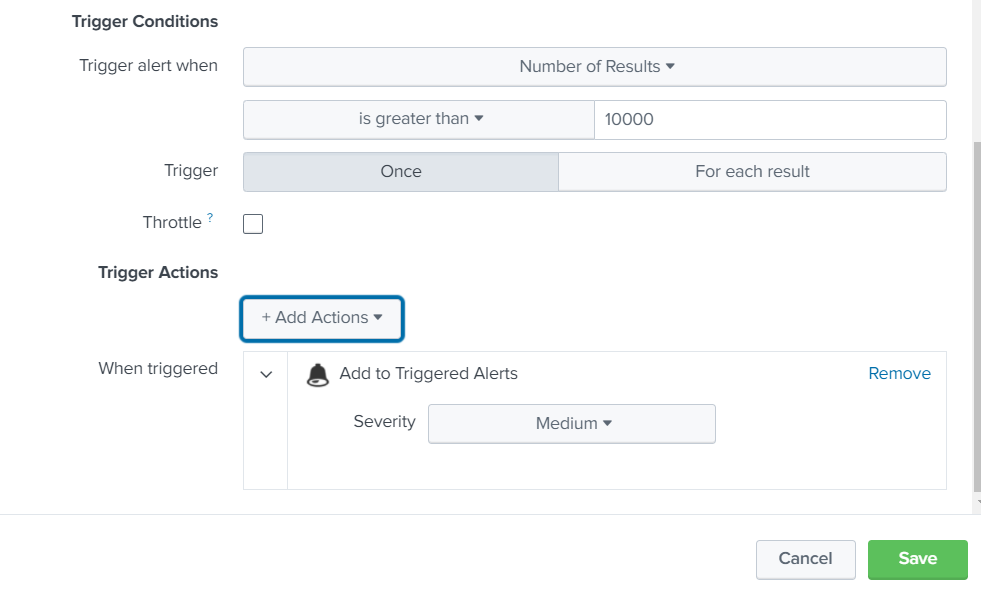 Trigger Conditions
Trigger alert when
Number of Results
is greater than
10000
Trigger
Once
For each result
Throttle ?
Trigger Actions
+ Add Actions
When triggered
Add to Triggered Alerts
Remove
Severity
Medium
Cancel
Save